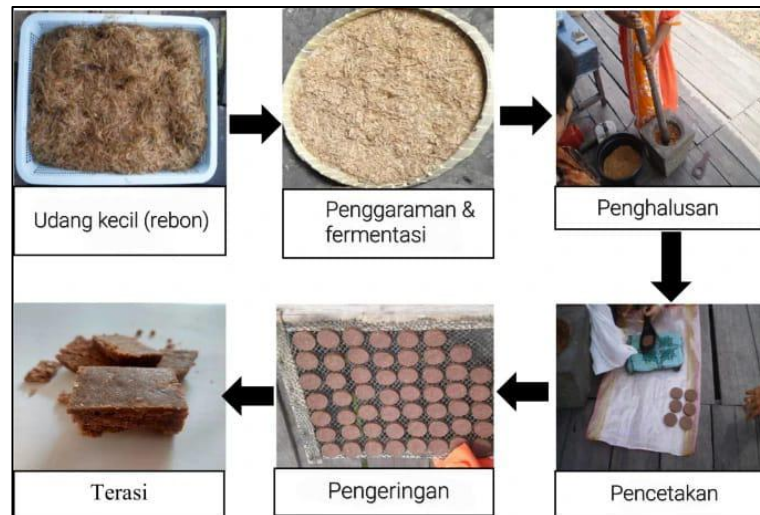 Udang kecil (rebon)
Penggaraman &
fermentasi
Penghalusan
Terasi
Pengeringan
Pencetakan